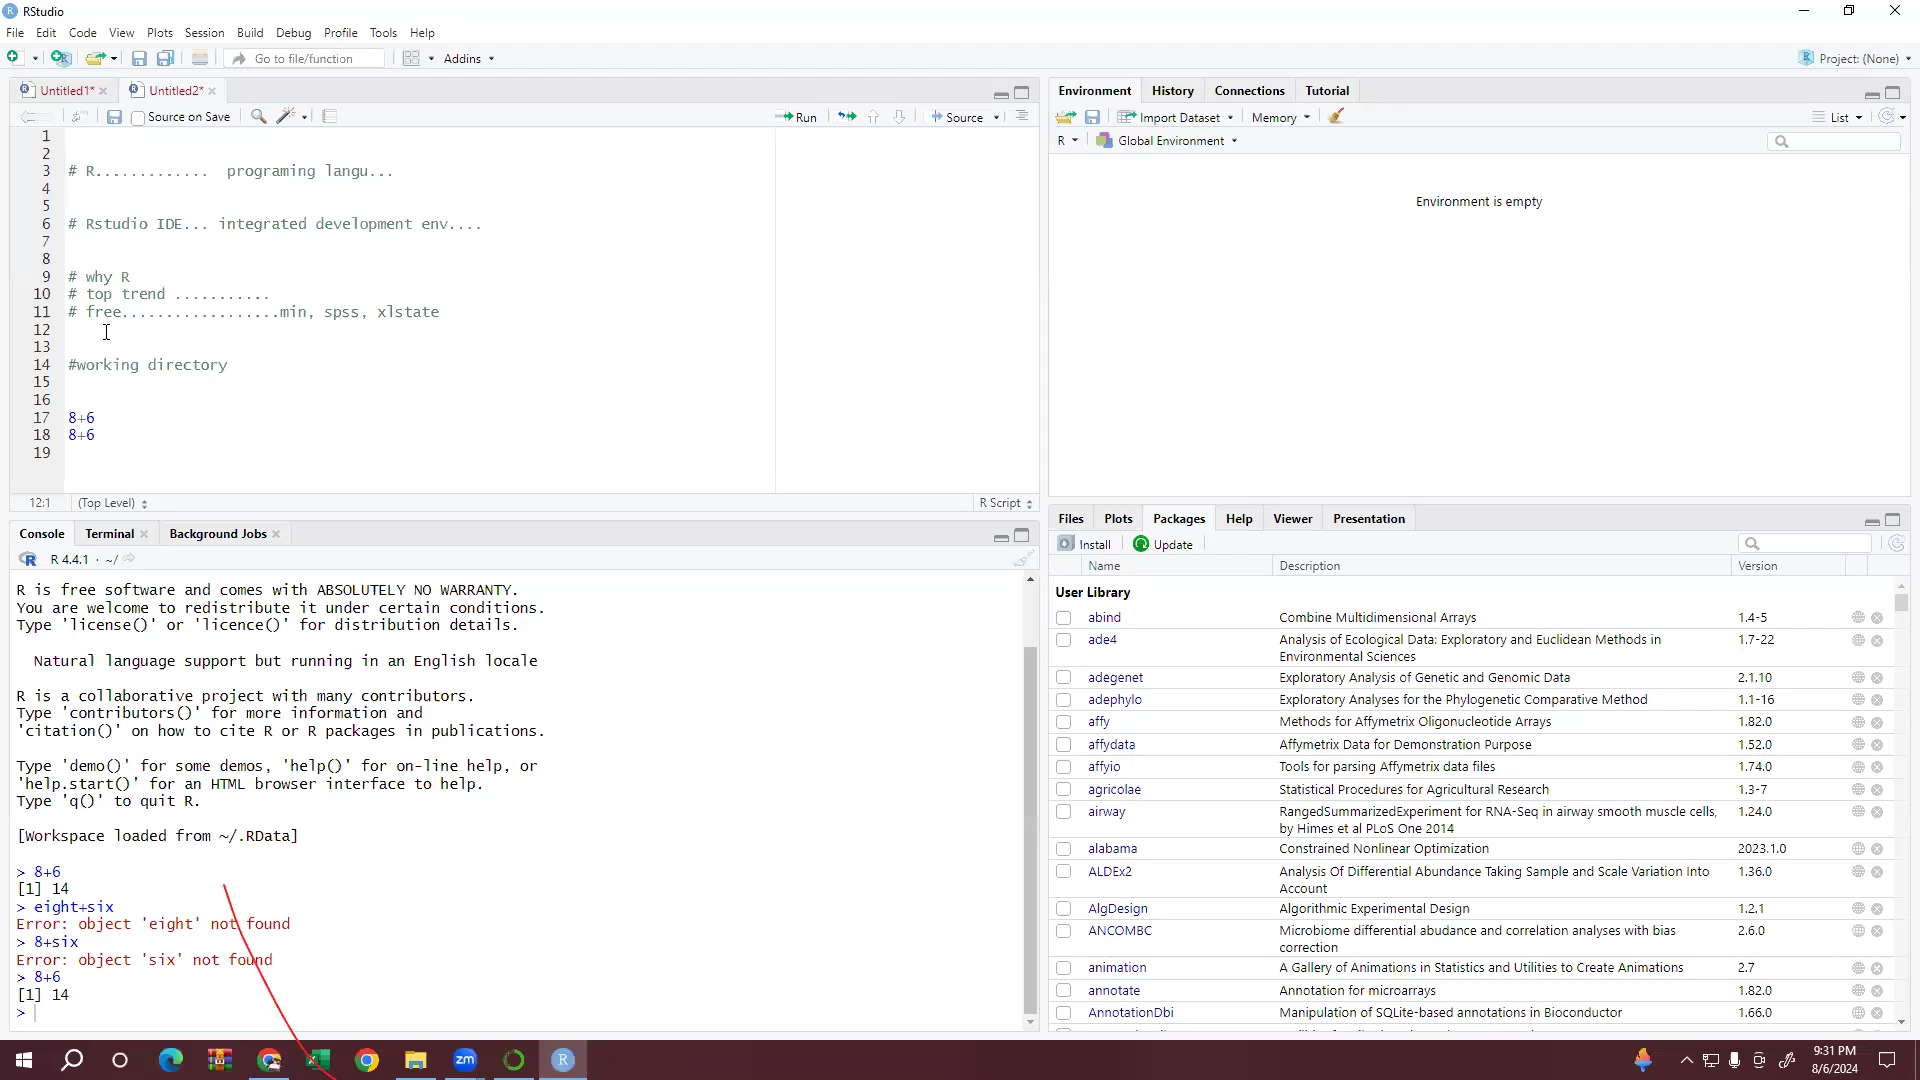 RStudio
File Edit Code View Plots Session Build Debug Profile Tools Help
Go to file/function Addins Project: (None)
Untitled1* Untitled2*
Source on Save Run Source
1
2
3 # R............. programing langu...
4
5
6 # Rstudio IDE... integrated development env....
7
8
9 # why R
10 # top trend ...........
11 # free..................min, spss, xlstate
12
13
14 #working directory
15
16
17 8+6
18 8+6
19
12:1 (Top Level) R Script
Console Terminal Background Jobs
R 4.4.1 · ~/
R is free software and comes with ABSOLUTELY NO WARRANTY.
You are welcome to redistribute it under certain conditions.
Type 'license()' or 'licence()' for distribution details.
Natural language support but running in an English locale
R is a collaborative project with many contributors.
Type 'contributors()' for more information and
'citation()' on how to cite R or R packages in publications.
Type 'demo()' for some demos, 'help()' for on-line help, or
'help.start()' for an HTML browser interface to help.
Type 'q()' to quit R.
[Workspace loaded from ~/.RData]
> 8+6
[1] 14
> eight+six
Error: object 'eight' not found
> 8+six
Error: object 'six' not found
> 8+6
[1] 14
>
Environment History Connections Tutorial
Import Dataset Memory List
R Global Environment
Environment is empty
Files Plots Packages Help Viewer Presentation
Install Update
Name Description Version
User Library
abind Combine Multidimensional Arrays 1.4-5
ade4 Analysis of Ecological Data: Exploratory and Euclidean Methods in 1.7-22
Environmental Sciences
adegenet Exploratory Analysis of Genetic and Genomic Data 2.1.10
adephylo Exploratory Analyses for the Phylogenetic Comparative Method 1.1-16
affy Methods for Affymetrix Oligonucleotide Arrays 1.82.0
affydata Affymetrix Data for Demonstration Purpose 1.52.0
affyio Tools for parsing Affymetrix data files 1.74.0
agricolae Statistical Procedures for Agricultural Research 1.3-7
airway RangedSummarizedExperiment for RNA-Seq in airway smooth muscle cells, 1.24.0
by Himes et al PLoS One 2014
alabama Constrained Nonlinear Optimization 2023.1.0
ALDEx2 Analysis Of Differential Abundance Taking Sample and Scale Variation Into 1.36.0
Account
AlgDesign Algorithmic Experimental Design 1.2.1
ANCOMBC Microbiome differential abudance and correlation analyses with bias 2.6.0
correction
animation A Gallery of Animations in Statistics and Utilities to Create Animations 2.7
annotate Annotation for microarrays 1.82.0
AnnotationDbi Manipulation of SQLite-based annotations in Bioconductor 1.66.0
zm R
9:31 PM
8/6/2024